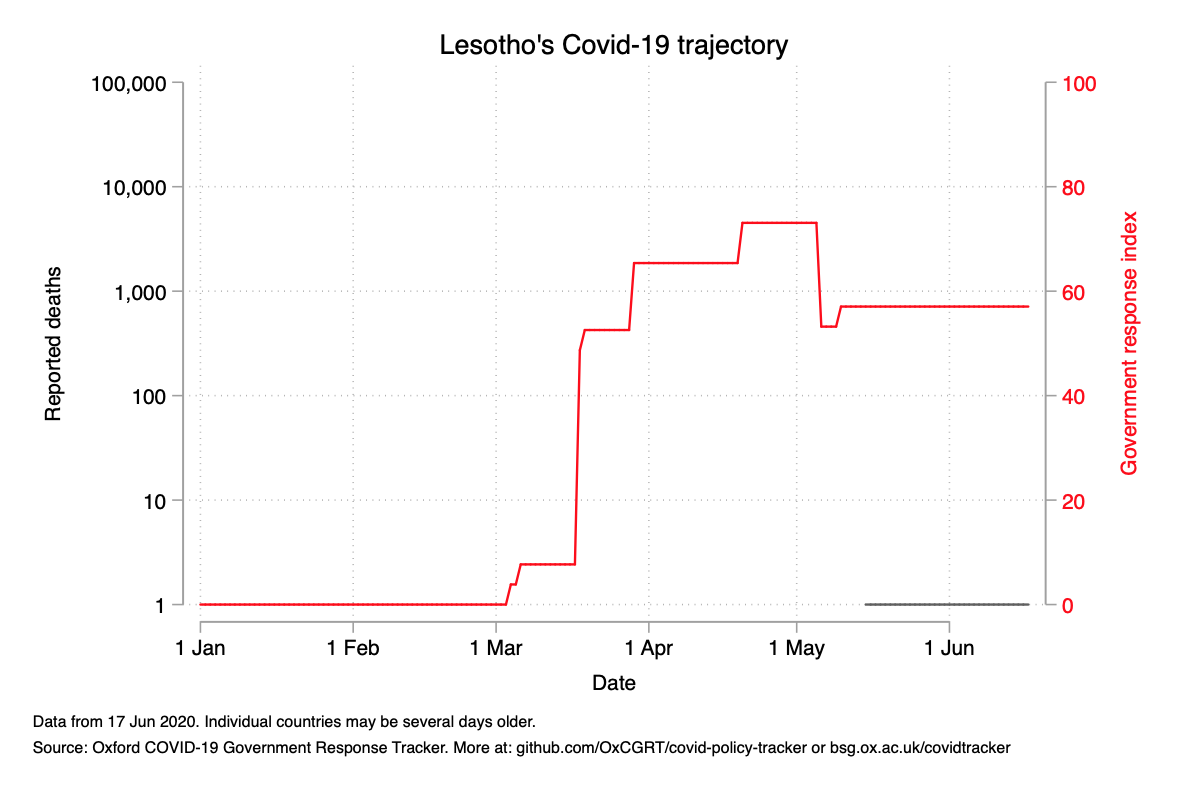 Lesotho's Covid-19 trajectory
100,000
10,000
1,000
100
10
1
Reported deaths
100
80
60
40
20
0
Government response index
1 Jan
1 Feb
1 Mar
1 Apr
1 May
1 Jun
Date
Data from 17 Jun 2020. Individual countries may be several days older.
Source: Oxford COVID-19 Government Response Tracker. More at: github.com/OxCGRT/covid-policy-tracker or bsg.ox.ac.uk/covidtracker